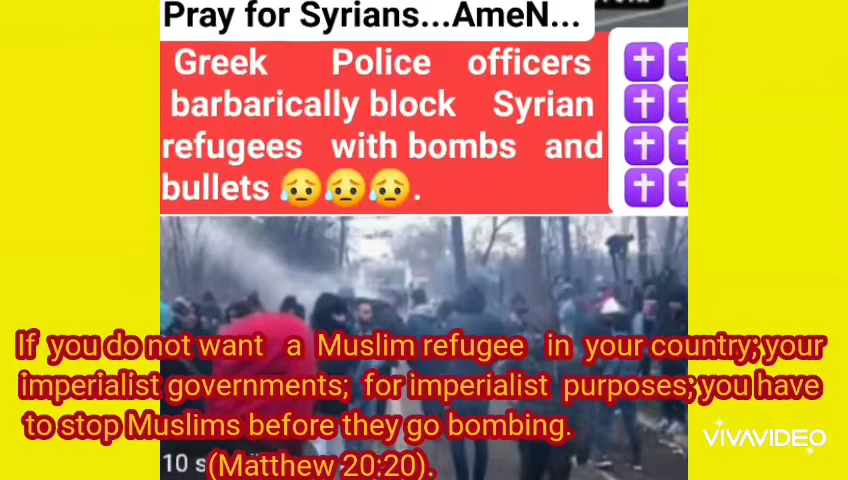 Pray for Syrians...AmeN...
Greek Police officers
barbarically block Syrian
refugees with bombs and
bullets 😥😥😥.
✝️✝️
✝️✝️
✝️✝️
✝️✝️
If you do not want a Muslim refugee in your country; your
imperialist governments; for imperialist purposes; you have
to stop Muslims before they go bombing.
(Matthew 20:20).
10 s
VIVAVIDEO